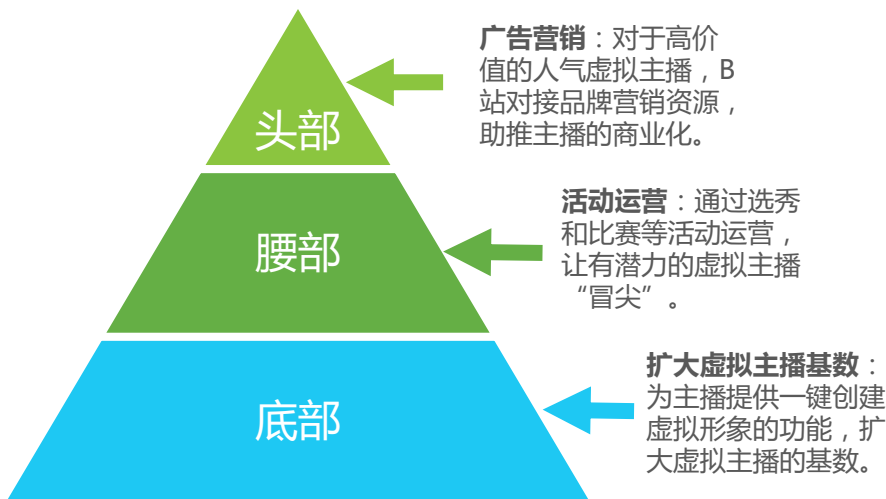 广告营销：对于高价
值的人气虚拟主播，B
站对接品牌营销资源，
助推主播的商业化。
头部
活动运营：通过选秀
和比赛等活动运营，
让有潜力的虚拟主播
“冒尖”。
腰部
扩大虚拟主播基数：
为主播提供一键创建
虚拟形象的功能，扩
大虚拟主播的基数。
底部